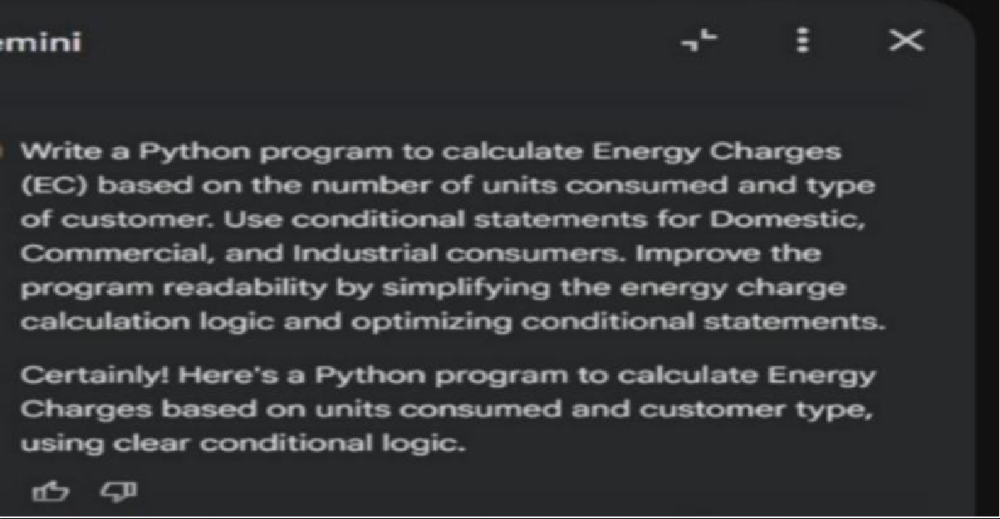 emini
Write a Python program to calculate Energy Charges
(EC) based on the number of units consumed and type
of customer. Use conditional statements for Domestic,
Commercial, and Industrial consumers. Improve the
program readability by simplifying the energy charge
calculation logic and optimizing conditional statements.
Certainly! Here's a Python program to calculate Energy
Charges based on units consumed and customer type,
using clear conditional logic.